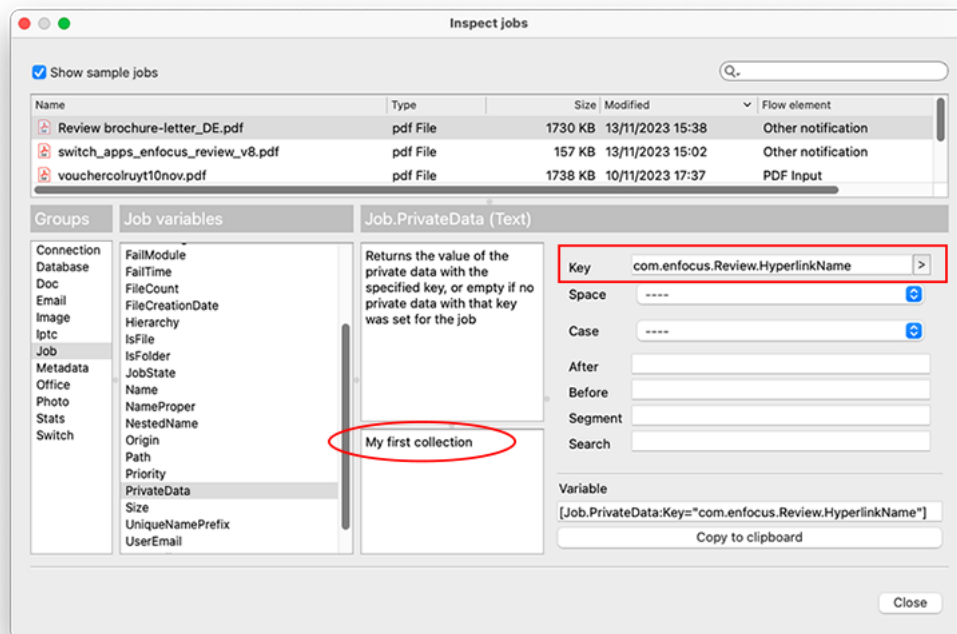 Inspect jobs
Show sample jobs
Name Type Size Modified Flow element
Review brochure-letter_DE.pdf pdf File 1730 KB 13/11/2023 15:38 Other notification
switch_apps_enfocus_review_v8.pdf pdf File 157 KB 13/11/2023 15:02 Other notification
vouchercolruyt10nov.pdf pdf File 1738 KB 10/11/2023 17:37 PDF Input
Groups
Connection
Database
Doc
Email
Image
Iptc
Job
Metadata
Office
Photo
Stats
Switch
Job variables
FailModule
FailTime
FileCount
FileCreationDate
Hierarchy
IsFile
IsFolder
JobState
Name
NameProper
NestedName
Origin
Path
Priority
PrivateData
Size
UniqueNamePrefix
UserEmail
Job.PrivateData (Text)
Returns the value of the
private data with the
specified key, or empty if no
private data with that key
was set for the job
My first collection
Key com.enfocus.Review.HyperlinkName >
Space ----
Case ----
After
Before
Segment
Search
Variable
[Job.PrivateData:Key="com.enfocus.Review.HyperlinkName"]
Copy to clipboard
Close